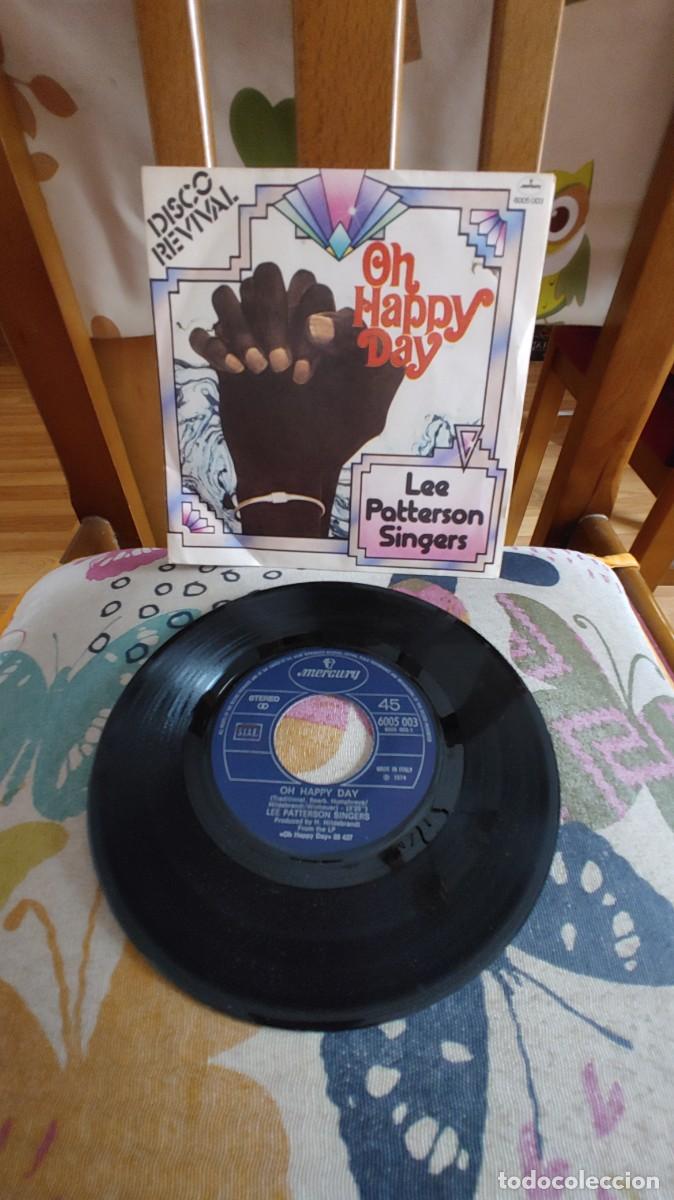 DISCO
REVIVAL
6005 003
Oh
Happy
Day
Lee
Patterson
Singers
mercury
STEREO
45
6005 003
S.I.A.E.
MADE IN ITALY
℗ 1974
OH HAPPY DAY
LEE PATTERSON SINGERS
Produced by H. Hildebrandt
From the LP
«Oh Happy Day»
todocoleccion